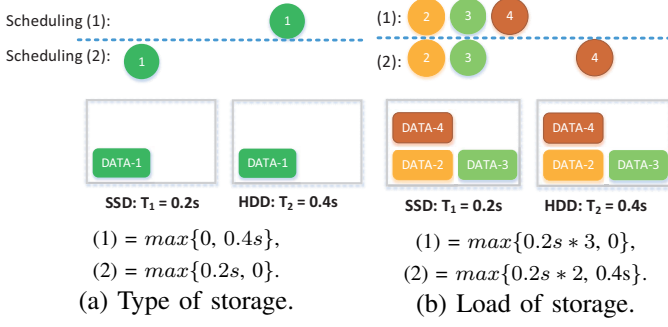 Scheduling (1): 1
Scheduling (2): 1
DATA-1 DATA-1
SSD: T₁ = 0.2s HDD: T₂ = 0.4s
(1) = max{0, 0.4s},
(2) = max{0.2s, 0}.
(a) Type of storage.
(1): 2 3 4
(2): 2 3 4
DATA-4 DATA-4
DATA-2 DATA-3 DATA-2 DATA-3
SSD: T₁ = 0.2s HDD: T₂ = 0.4s
(1) = max{0.2s * 3, 0},
(2) = max{0.2s * 2, 0.4s}.
(b) Load of storage.